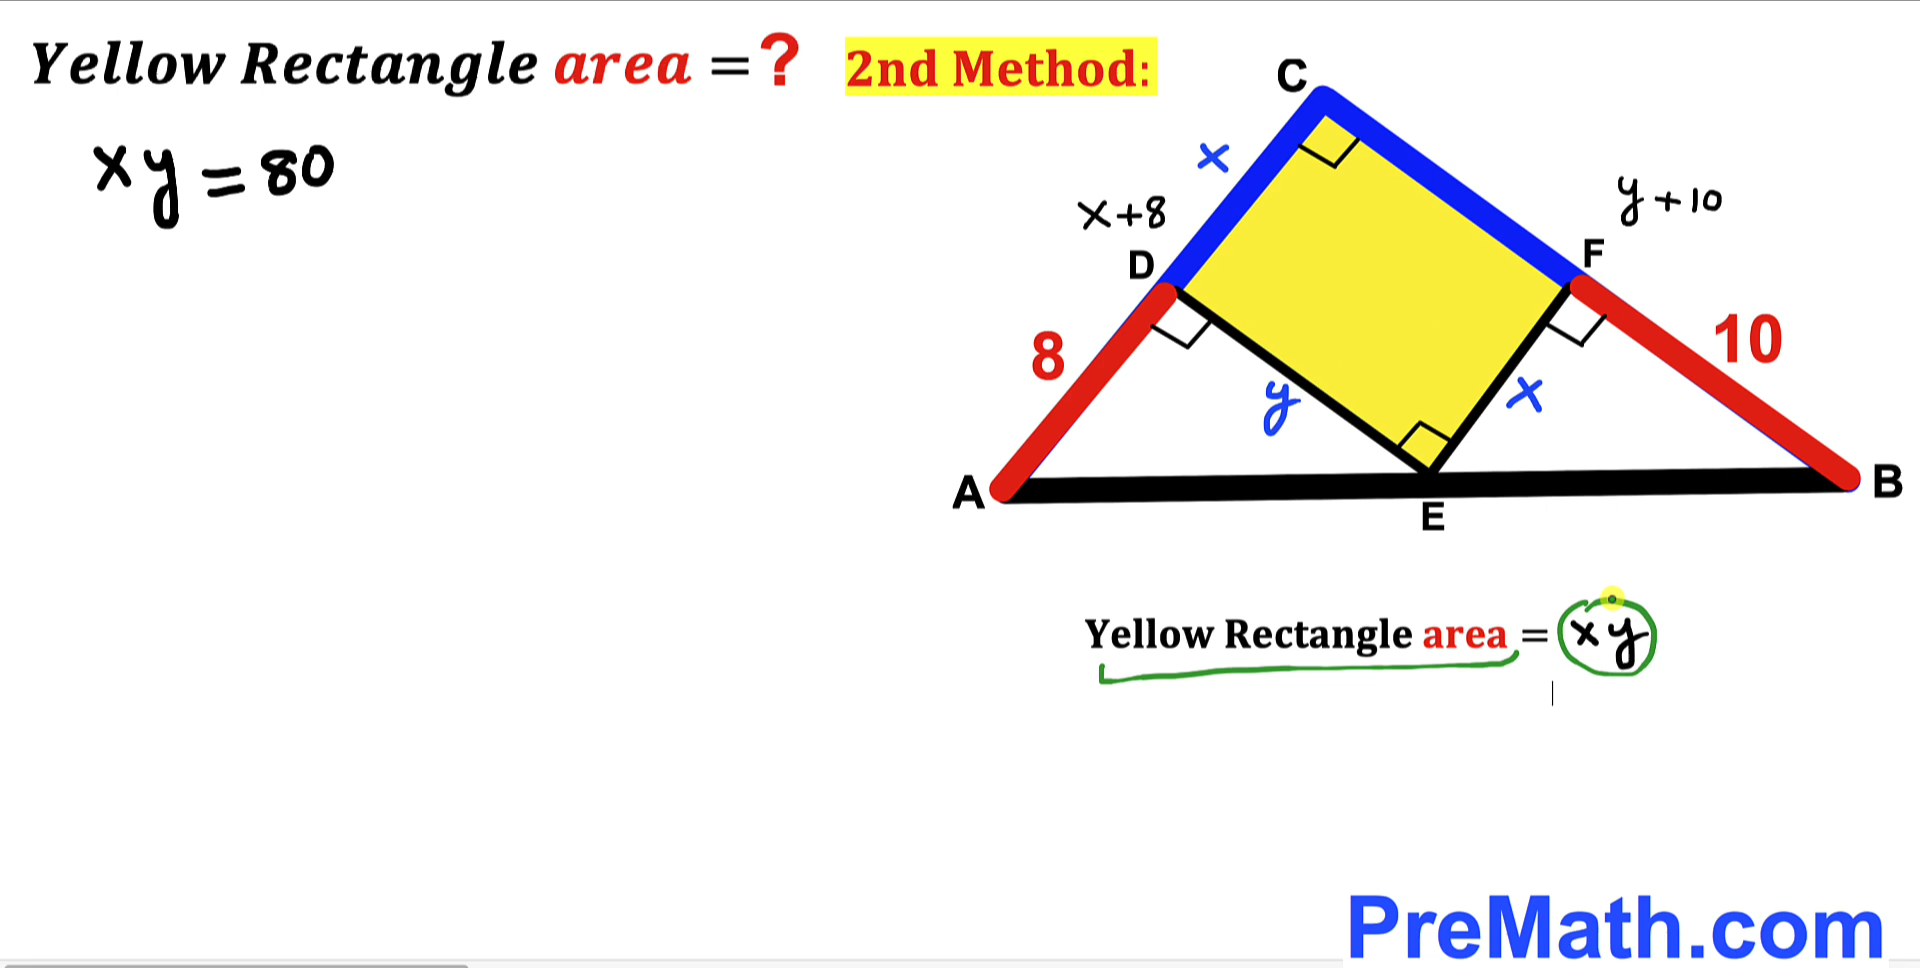 Yellow Rectangle area = ? 2nd Method:
xy = 80
C
x
x+8
y+10
D
F
8
10
y
x
A
B
E
Yellow Rectangle area = xy
PreMath.com